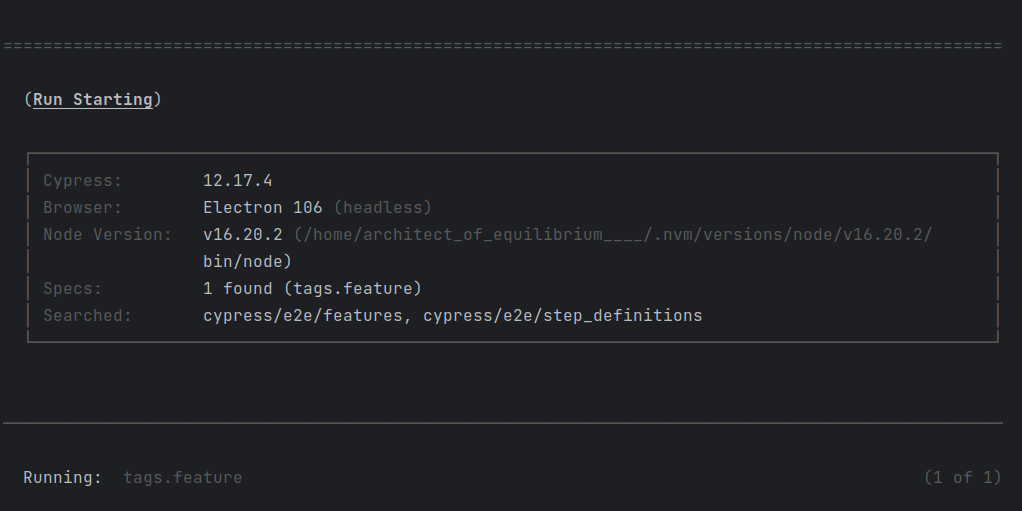 ====================================================================================================
(Run Starting)
Cypress: 12.17.4
Browser: Electron 106 (headless)
Node Version: v16.20.2 (/home/architect_of_equilibrium____/.nvm/versions/node/v16.20.2/
bin/node)
Specs: 1 found (tags.feature)
Searched: cypress/e2e/features, cypress/e2e/step_definitions
Running: tags.feature (1 of 1)